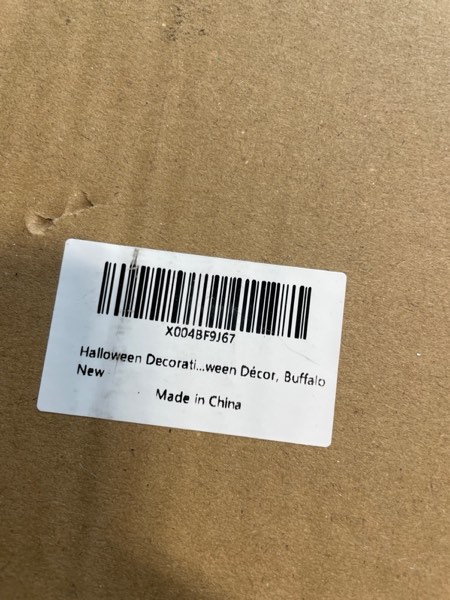 X004BF9J67
Halloween Decorati...ween Décor, Buffalo
New
Made in China